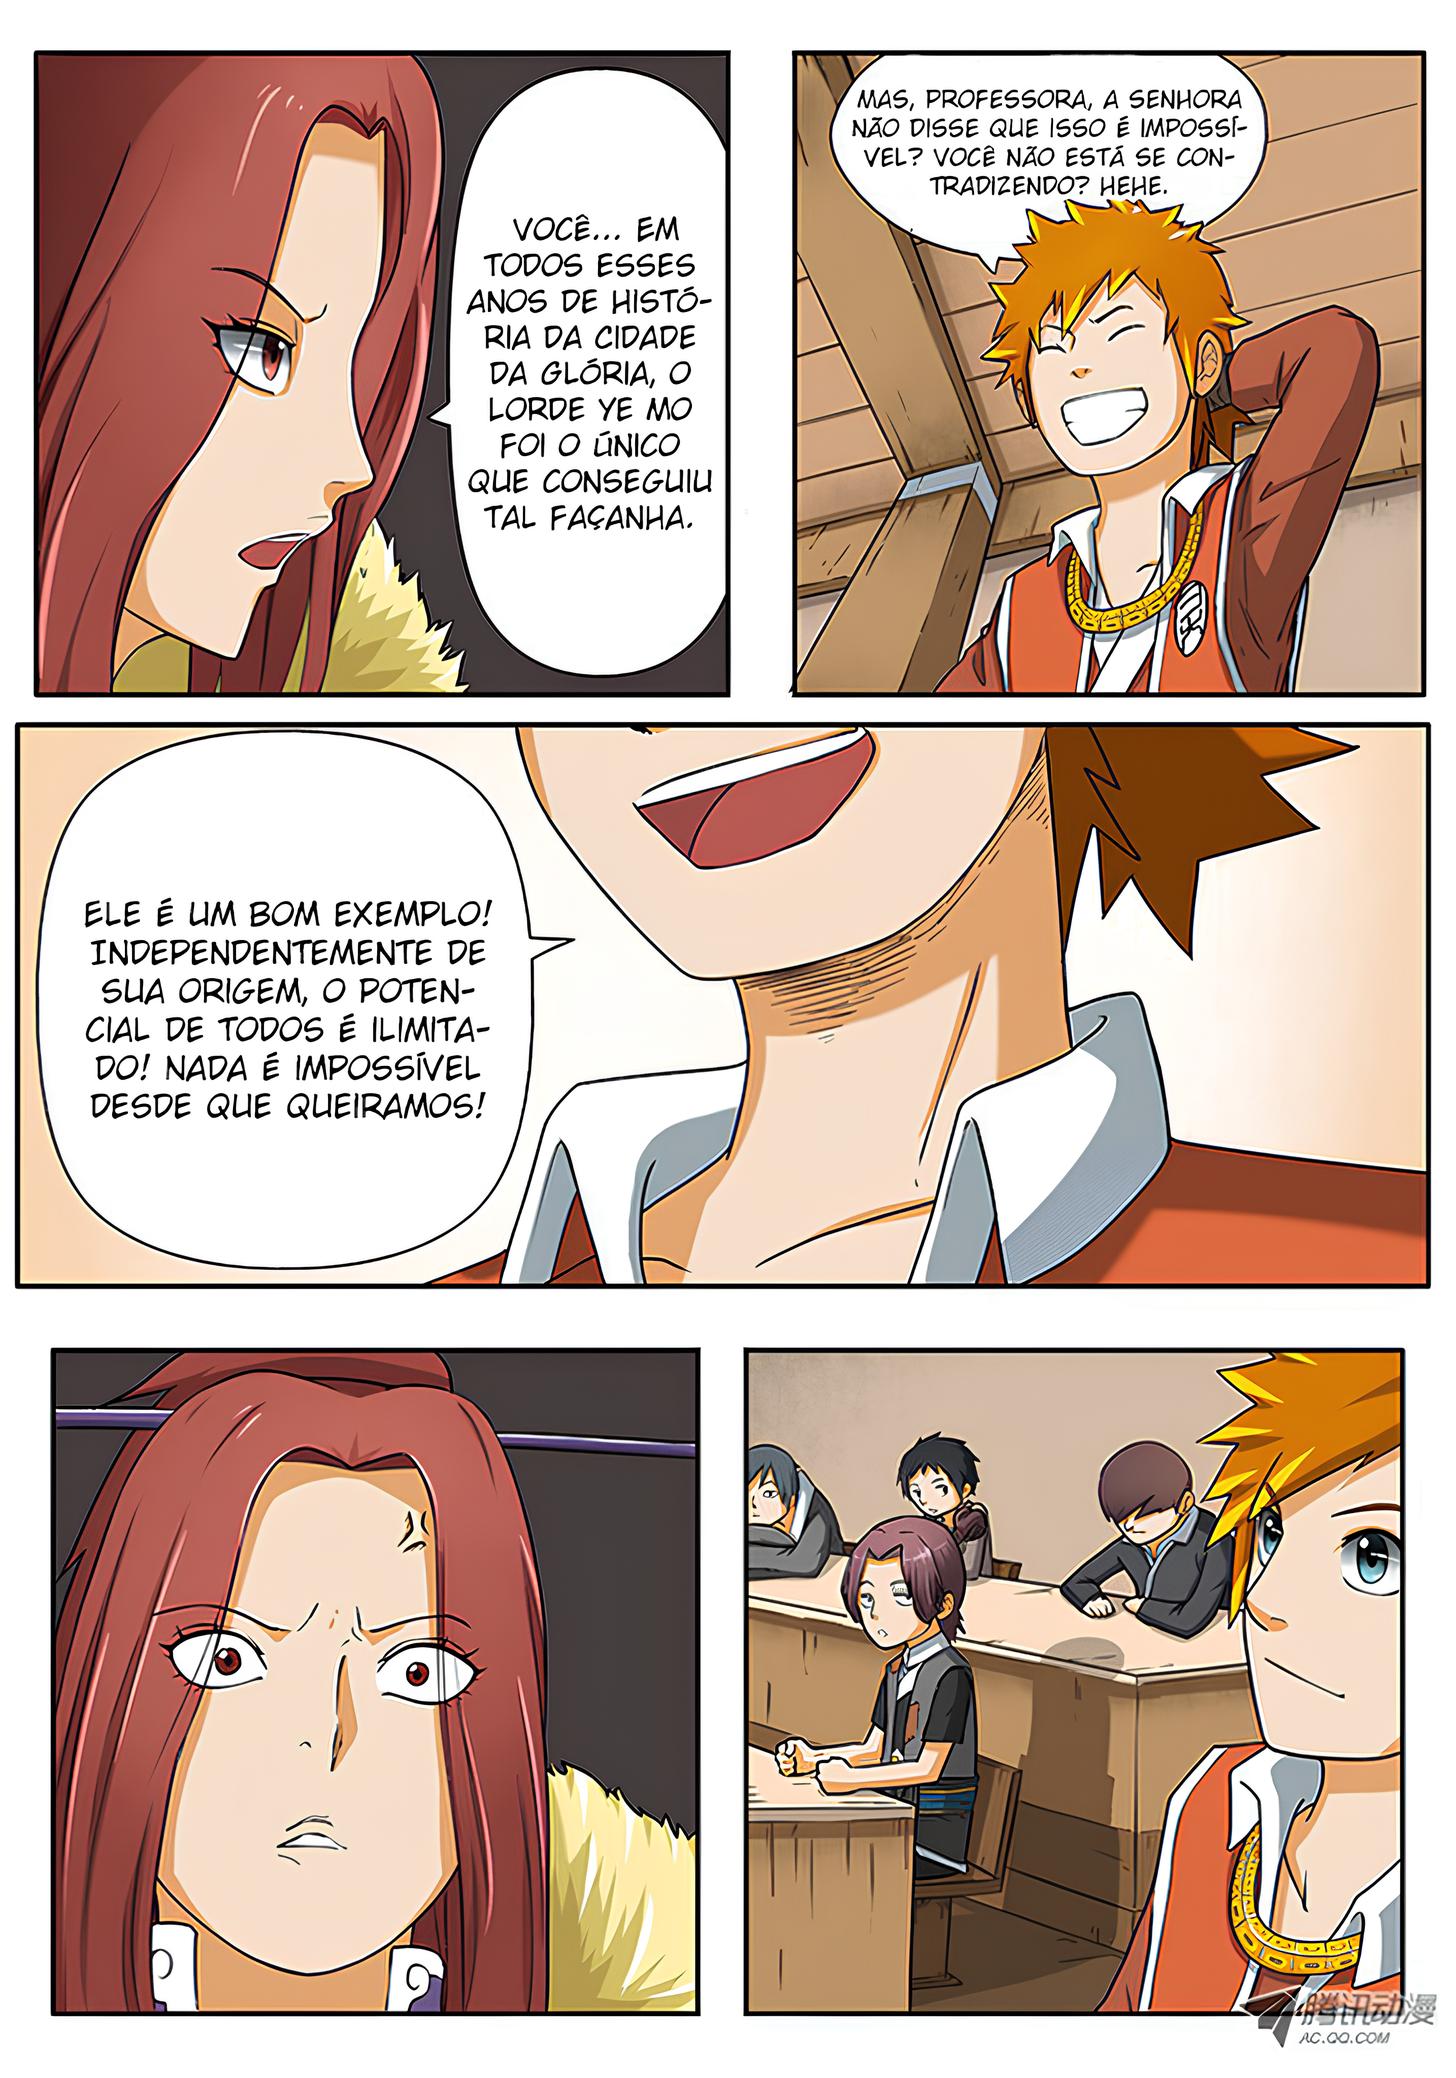 VOCÊ... EM
TODOS ESSES
ANOS DE HISTÓ-
RIA DA CIDADE
DA GLÓRIA, O
LORDE YE MO
FOI O ÚNICO
QUE CONSEGUIU
TAL FAÇANHA.
MAS, PROFESSORA, A SENHORA
NÃO DISSE QUE ISSO É IMPOSSÍ-
VEL? VOCÊ NÃO ESTÁ SE CON-
TRADIZENDO? HEHE.
ELE É UM BOM EXEMPLO!
INDEPENDENTEMENTE DE
SUA ORIGEM, O POTEN-
CIAL DE TODOS É ILIMITA-
DO! NADA É IMPOSSÍVEL
DESDE QUE QUEIRAMOS!
腾讯动漫
AC.QQ.COM